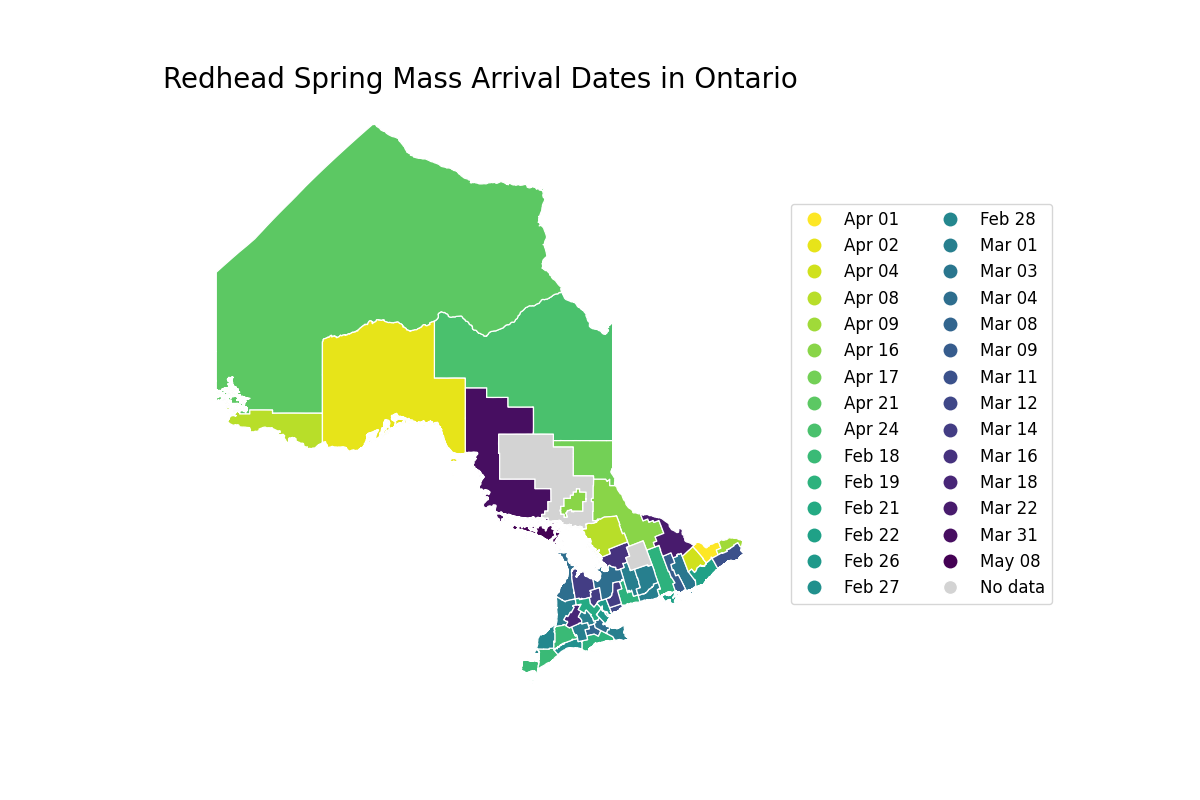 Redhead Spring Mass Arrival Dates in Ontario
Apr 01
Apr 02
Apr 04
Apr 08
Apr 09
Apr 16
Apr 17
Apr 21
Apr 24
Feb 18
Feb 19
Feb 21
Feb 22
Feb 26
Feb 27
Feb 28
Mar 01
Mar 03
Mar 04
Mar 08
Mar 09
Mar 11
Mar 12
Mar 14
Mar 16
Mar 18
Mar 22
Mar 31
May 08
No data